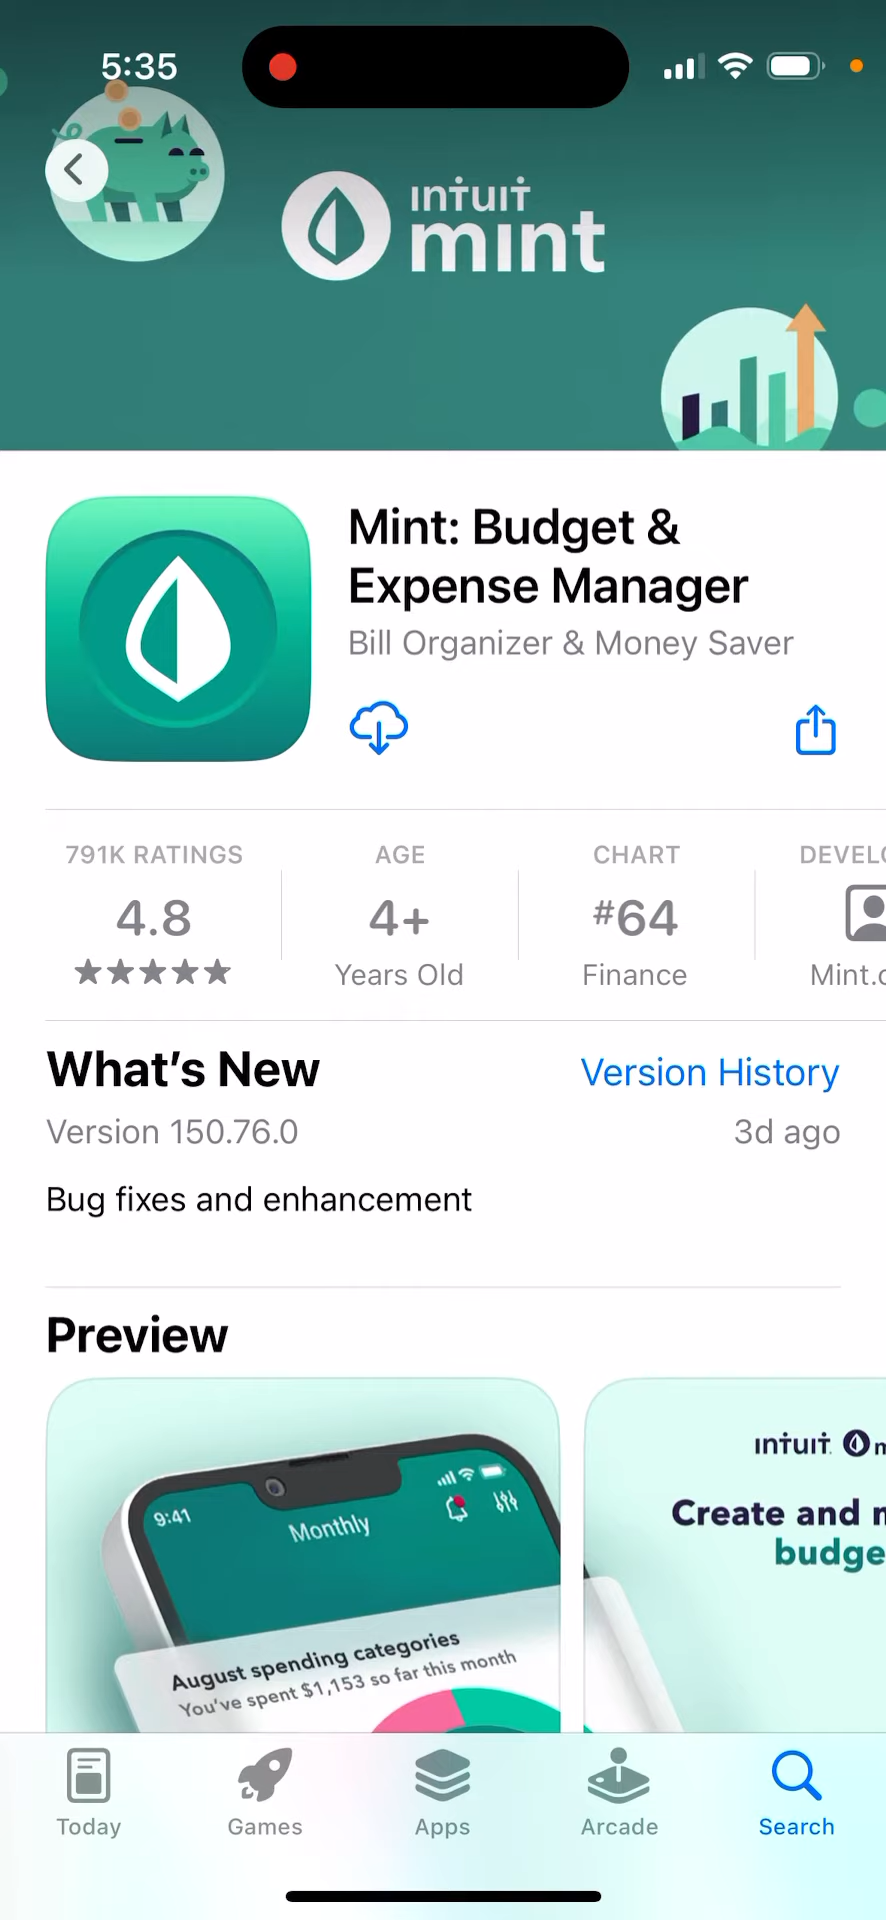 5:35
intuit
mint
Mint: Budget &
Expense Manager
Bill Organizer & Money Saver
791K RATINGS
4.8
AGE
4+
Years Old
CHART
#64
Finance
DEVELO
Mint.c
What's New
Version History
Version 150.76.0
3d ago
Bug fixes and enhancement
Preview
9:41
Monthly
August spending categories
You've spent $1,153 so far this month
intuit m
Create and m
budge
Today
Games
Apps
Arcade
Search